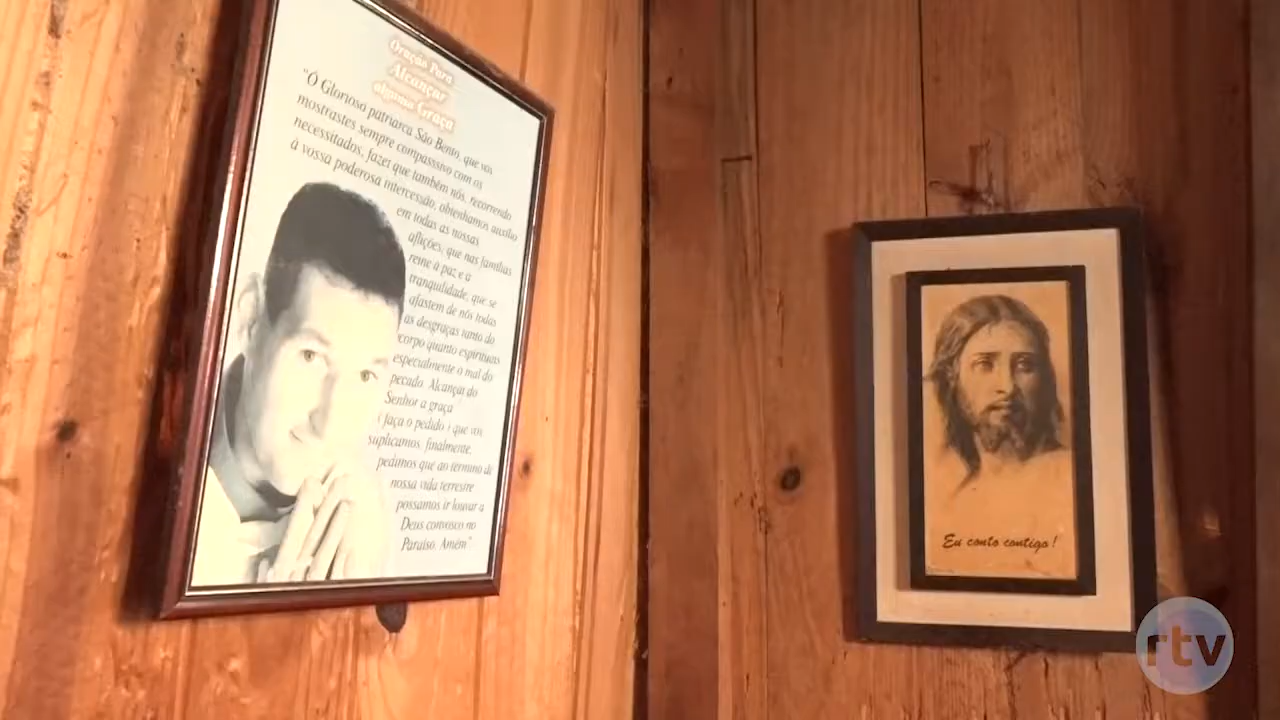 Oração Para
Alcançar
alguma Graça
"Ó Glorioso patriarca São Bento, que vos
mostrastes sempre compassivo com os
necessitados, fazei que também nós, recorrendo
à vossa poderosa intercessão, obtenhamos auxílio
em todas as nossas
aflições, que nas famílias
reine a paz e a
tranquilidade, que se
afastem de nós todas
as desgraças tanto do
corpo quanto espirituais
especialmente o mal do
pecado. Alcançai do
Senhor a graça
( faça o pedido ) que vos
suplicamos, finalmente,
pedimos que ao término de
nossa vida terrestre
possamos ir louvar a
Deus convosco no
Paraíso. Amém"
Eu conto contigo!
rtv